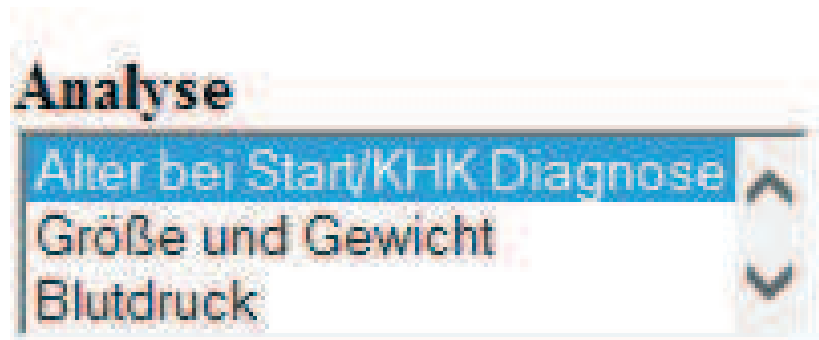 Analyse
Alter bei Start/KHK Diagnose
Größe und Gewicht
Blutdruck